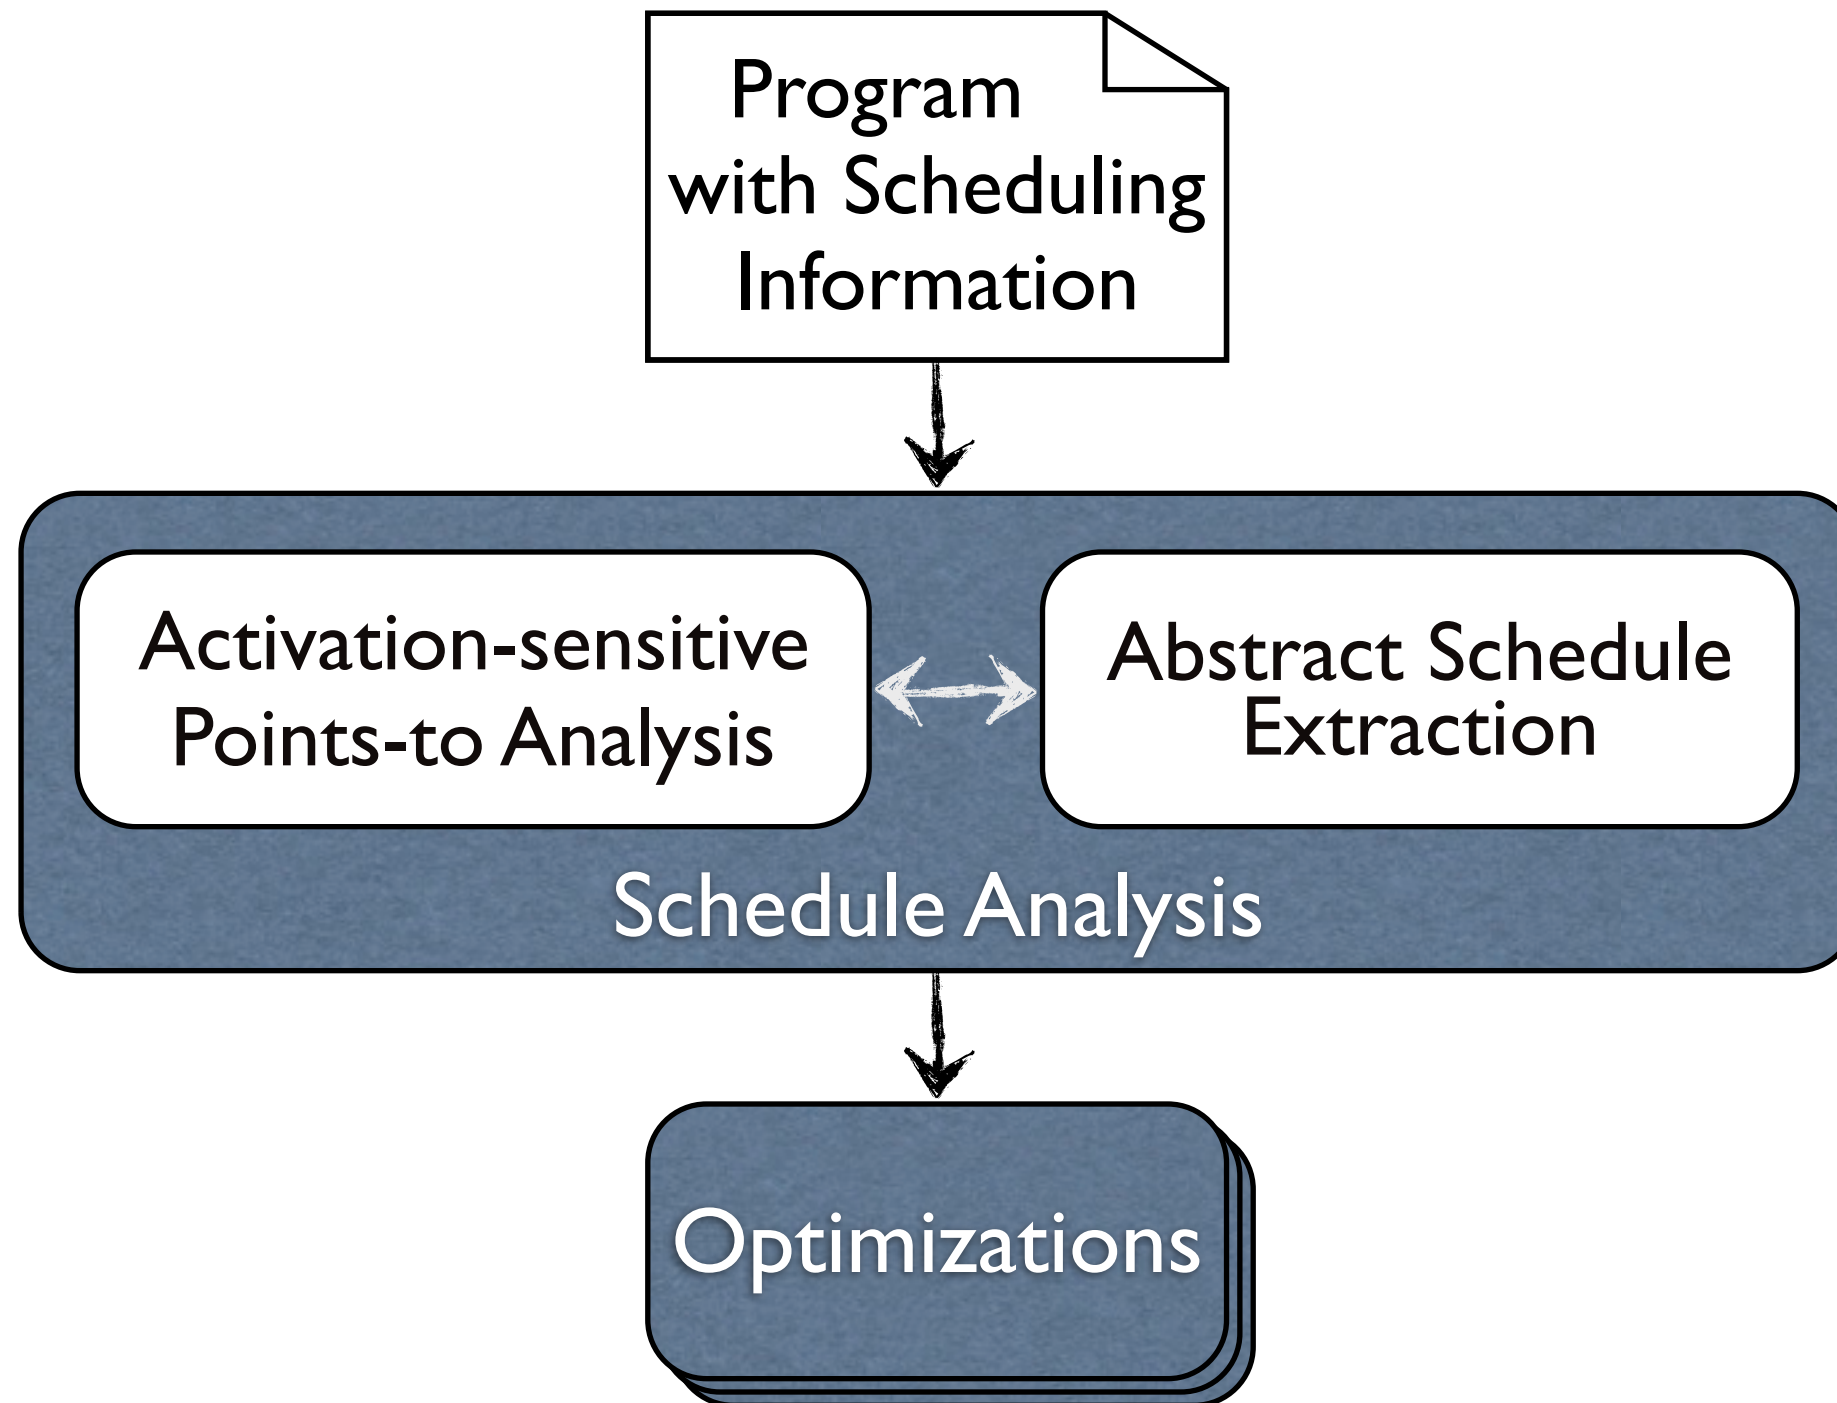 Program
with Scheduling
Information
Activation-sensitive
Points-to Analysis
Abstract Schedule
Extraction
Schedule Analysis
Optimizations